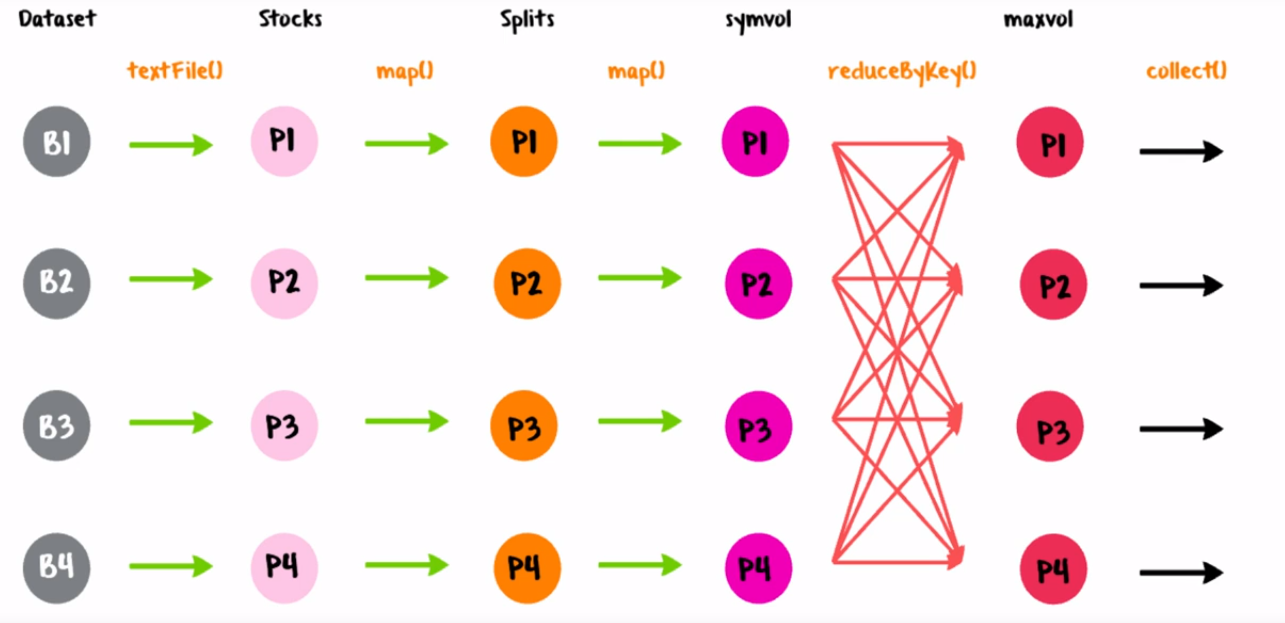 Dataset Stocks Splits symvol maxvol
textFile() map() map() reduceByKey() collect()
B1 P1 P1 P1 P1
B2 P2 P2 P2 P2
B3 P3 P3 P3 P3
B4 P4 P4 P4 P4